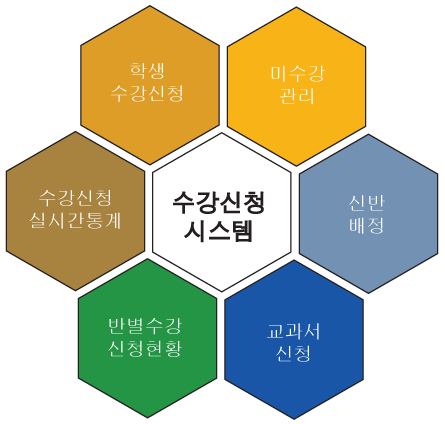 학생
수강신청
미수강
관리
수강신청
실시간통계
수강신청
시스템
신반
배정
반별수강
신청현황
교과서
신청